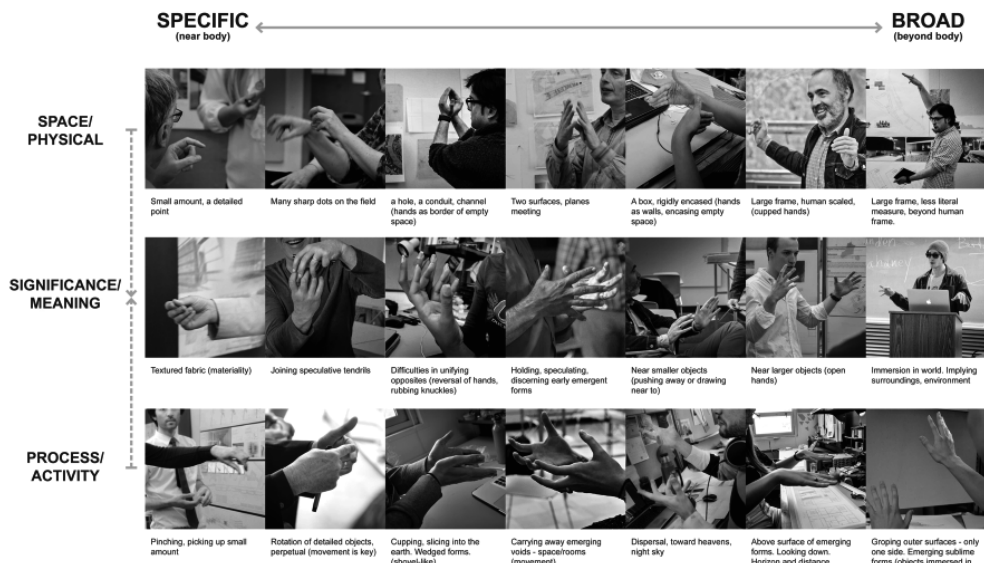 SPECIFIC
(near body)
BROAD
(beyond body)
SPACE/
PHYSICAL
Small amount, a detailed
point
Many sharp dots on the field
a hole, a conduit, channel
(hands as border of empty
space)
Two surfaces, planes
meeting
A box, rigidly encased (hands
as walls, encasing empty
space)
Large frame, human scaled,
(cupped hands)
Large frame, less literal
measure, beyond human
frame.
SIGNIFICANCE/
MEANING
Textured fabric (materiality)
Joining speculative tendrils
Difficulties in unifying
opposites (reversal of hands,
rubbing knuckles)
Holding, speculating,
discerning early emergent
forms
Near smaller objects
(pushing away or drawing
near to)
Near larger objects (open
hands)
Immersion in world. Implying
surroundings, environment
PROCESS/
ACTIVITY
Pinching, picking up small
amount
Rotation of detailed objects,
perpetual (movement is key)
Cupping, slicing into the
earth. Wedged forms.
(shovel-like)
Carrying away emerging
voids - space/rooms
(movement)
Dispersal, toward heavens,
night sky
Above surface of emerging
forms. Looking down.
Horizon and distance
Groping outer surfaces - only
one side. Emerging sublime
forms (objects immersed in